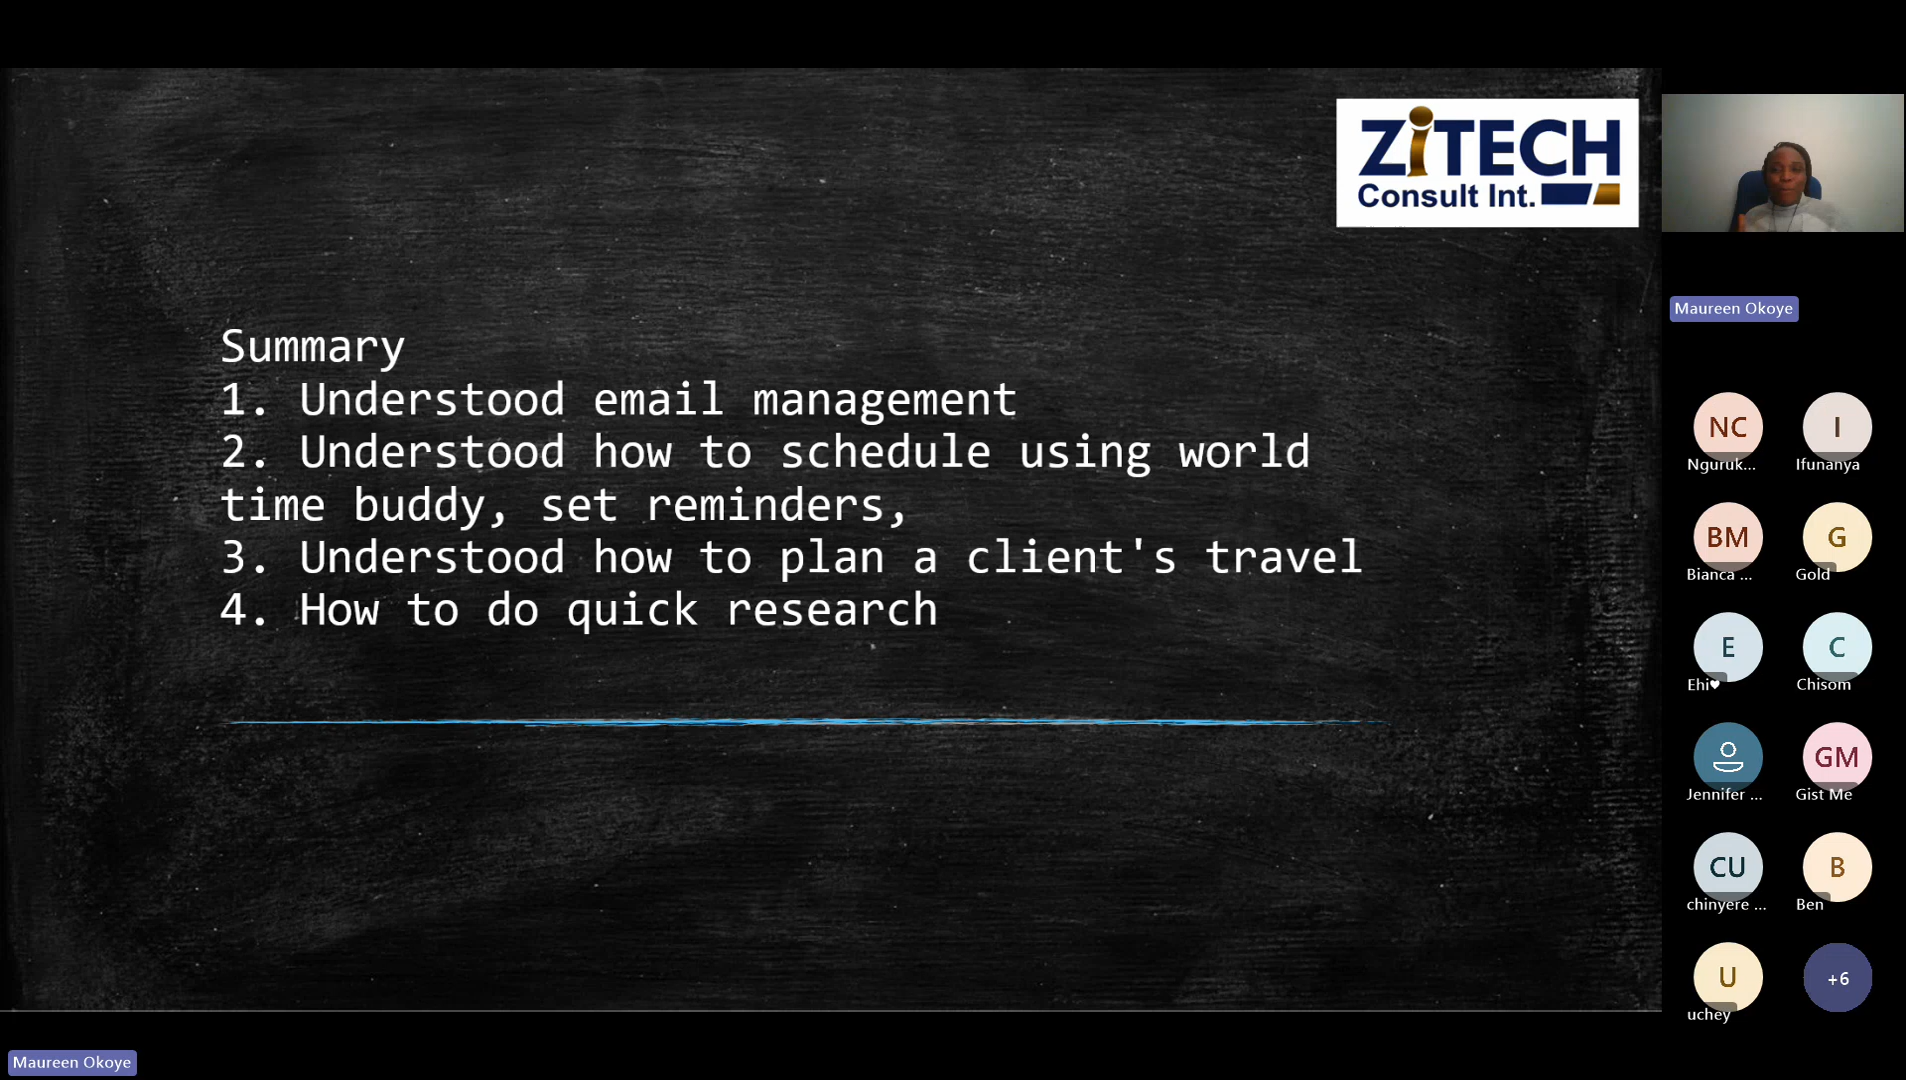 ZiTECH
Consult Int.
Summary
1. Understood email management
2. Understood how to schedule using world
time buddy, set reminders,
3. Understood how to plan a client's travel
4. How to do quick research
Maureen Okoye
NC
Nguruk...
I
Ifunanya
BM
Bianca ...
G
Gold
E
Ehi♥
C
Chisom
Jennifer ...
GM
Gist Me
CU
chinyere ...
B
Ben
U
uchey
+6
Maureen Okoye